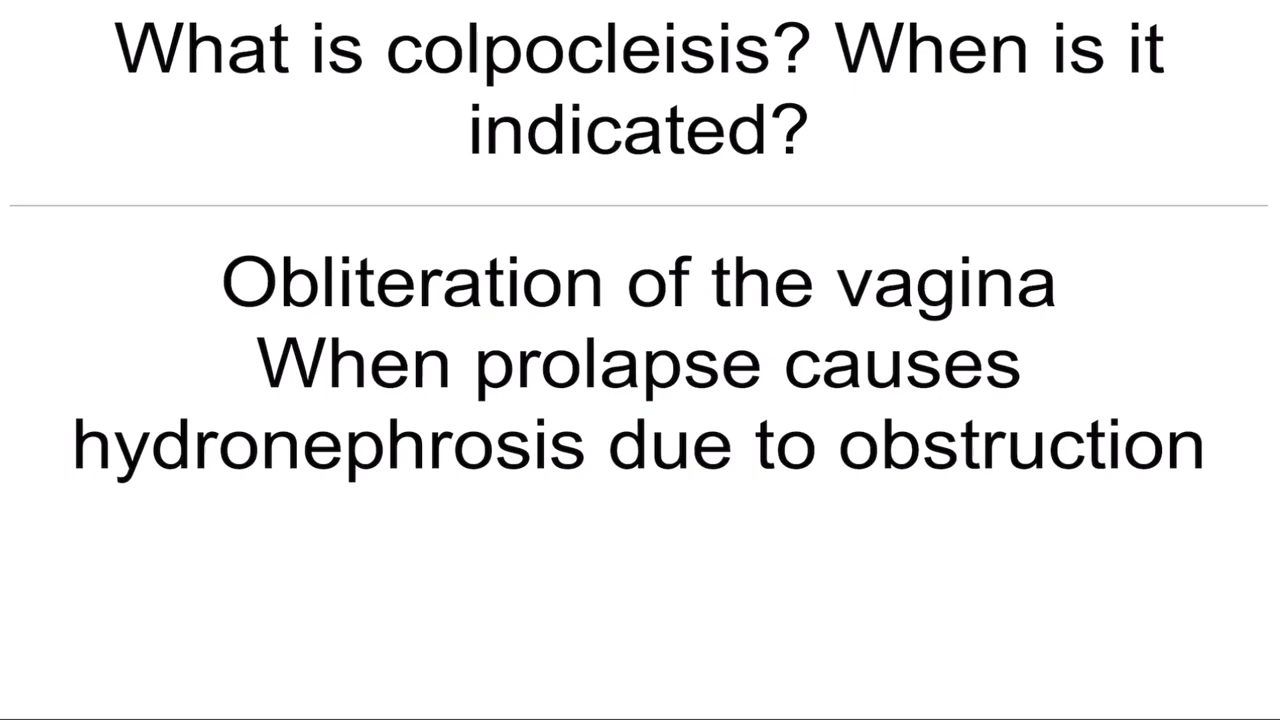 What is colpocleisis? When is it
indicated?
Obliteration of the vagina
When prolapse causes
hydronephrosis due to obstruction